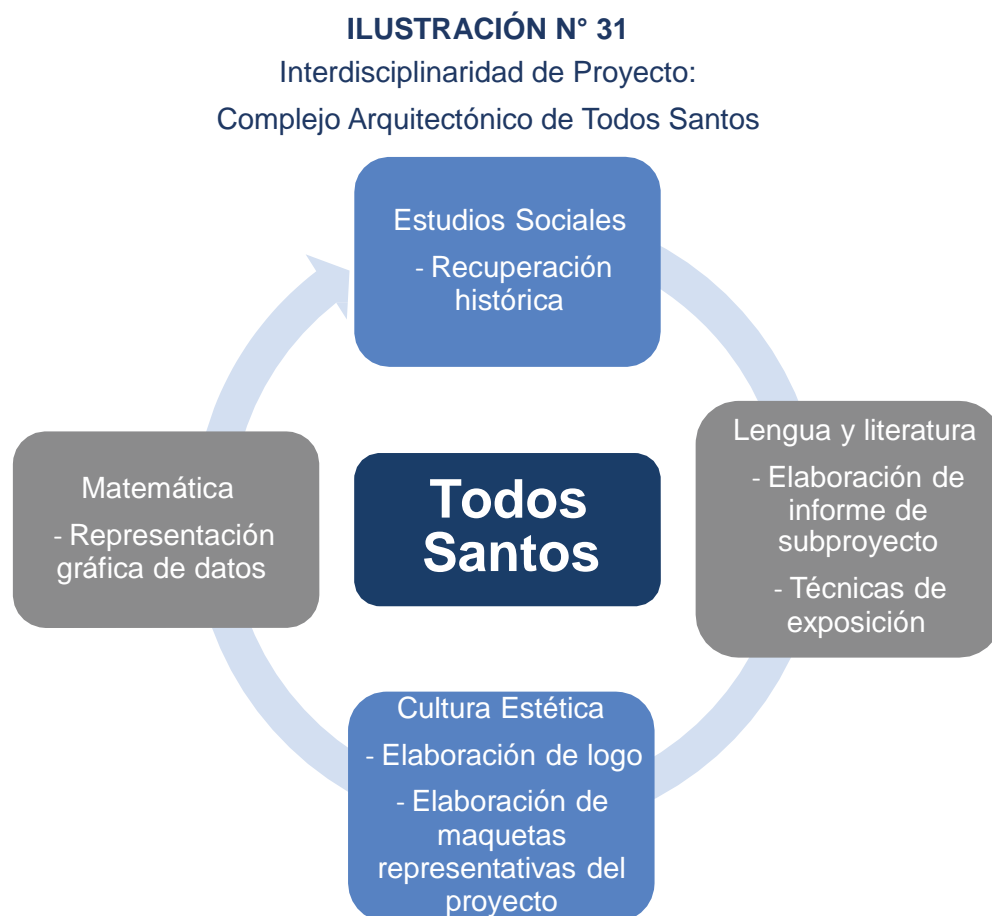 ILUSTRACIÓN N° 31
Interdisciplinaridad de Proyecto:
Complejo Arquitectónico de Todos Santos
Estudios Sociales
- Recuperación
histórica
Lengua y literatura
- Elaboración de
informe de
subproyecto
- Técnicas de
exposición
Matemática
- Representación
gráfica de datos
Todos
Santos
Cultura Estética
- Elaboración de logo
- Elaboración de
maquetas
representativas del
proyecto